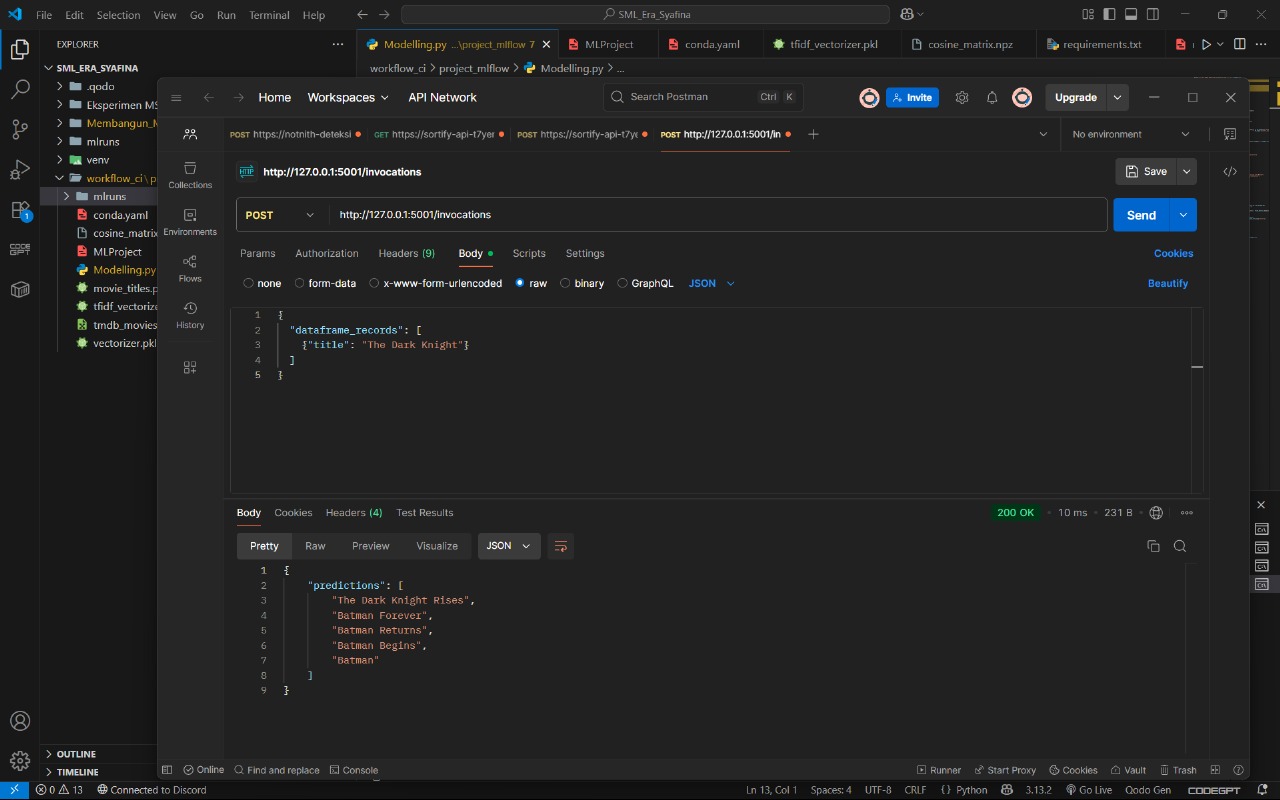 File Edit Selection View Go Run Terminal Help
SML_Era_Syafina
EXPLORER
Modelling.py ...\project_mlflow 7
MLProject
conda.yaml
tfidf_vectorizer.pkl
cosine_matrix.npz
requirements.txt
workflow_ci > project_mlflow > Modelling.py > ...
SML_ERA_SYAFINA
.qodo
Eksperimen MS
Membangun_M
mlruns
venv
workflow_ci \ p
mlruns
conda.yaml
cosine_matrix
MLProject
Modelling.py
movie_titles.p
tfidf_vectorize
tmdb_movies
vectorizer.pkl
OUTLINE
TIMELINE
1
Home Workspaces API Network
Search Postman Ctrl K
Invite
Upgrade
POST https://notnith-deteksi
GET https://sortify-api-t7yer
POST https://sortify-api-t7ye
POST http://127.0.0.1:5001/in
No environment
Collections
Environments
Flows
History
HTTP http://127.0.0.1:5001/invocations
Save
POST http://127.0.0.1:5001/invocations
Send
Params Authorization Headers (9) Body Scripts Settings Cookies
none form-data x-www-form-urlencoded raw binary GraphQL JSON Beautify
1 {
2 "dataframe_records": [
3 {"title": "The Dark Knight"}
4 ]
5 }
Body Cookies Headers (4) Test Results
200 OK 10 ms 231 B
Pretty Raw Preview Visualize JSON
1 {
2 "predictions": [
3 "The Dark Knight Rises",
4 "Batman Forever",
5 "Batman Returns",
6 "Batman Begins",
7 "Batman"
8 ]
9 }
Online Find and replace Console
Runner Start Proxy Cookies Vault Trash
0 13 Connected to Discord
Ln 13, Col 1 Spaces: 4 UTF-8 CRLF {} Python 3.13.2 Go Live Qodo Gen CODEGPT